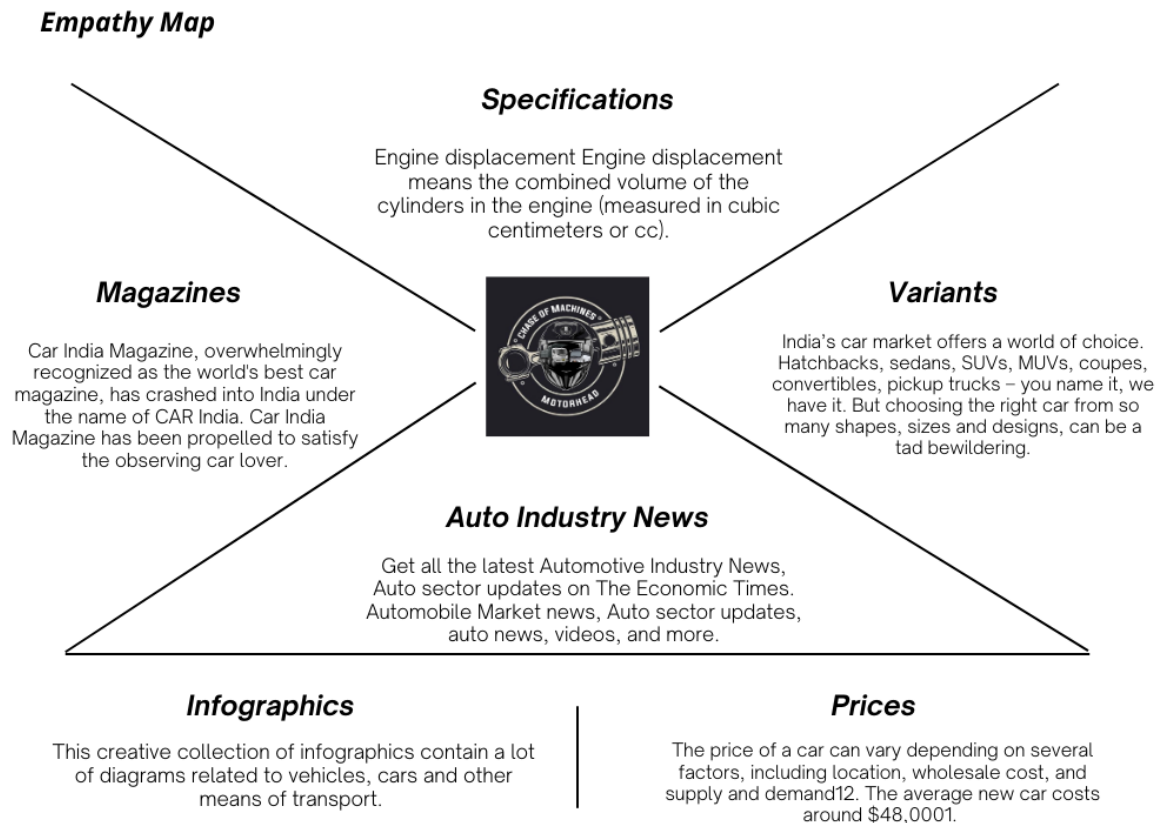 Empathy Map
Specifications
Engine displacement Engine displacement
means the combined volume of the
cylinders in the engine (measured in cubic
centimeters or cc).
Magazines
Car India Magazine, overwhelmingly
recognized as the world's best car
magazine, has crashed into India under
the name of CAR India. Car India
Magazine has been propelled to satisfy
the observing car lover.
CHASE OF MACHINES
MOTORHEAD
Variants
India’s car market offers a world of choice.
Hatchbacks, sedans, SUVs, MUVs, coupes,
convertibles, pickup trucks – you name it, we
have it. But choosing the right car from so
many shapes, sizes and designs, can be a
tad bewildering.
Auto Industry News
Get all the latest Automotive Industry News,
Auto sector updates on The Economic Times.
Automobile Market news, Auto sector updates,
auto news, videos, and more.
Infographics
This creative collection of infographics contain a lot
of diagrams related to vehicles, cars and other
means of transport.
Prices
The price of a car can vary depending on several
factors, including location, wholesale cost, and
supply and demand12. The average new car costs
around $48,0001.